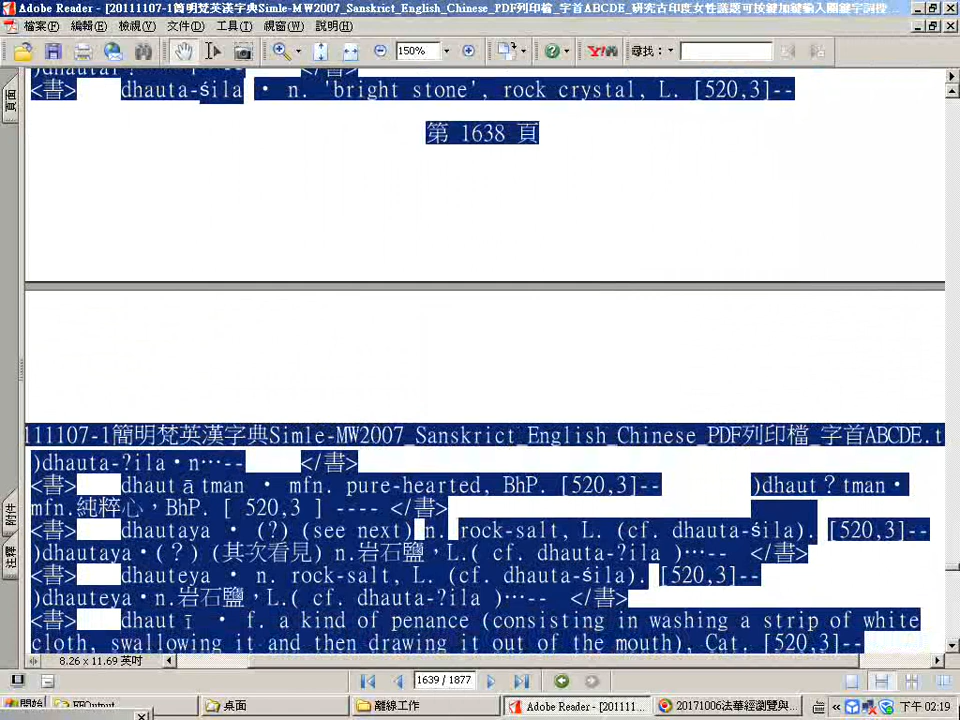 Adobe Reader - [20111107-1簡明梵英漢字典Simle-MW2007_Sanskrict_English_Chinese_PDF列印檔_字首ABCDE_研究古印度女性議題可按鍵加鍵輸入關鍵字詞搜
檔案(F) 編輯(E) 檢視(V) 文件(D) 工具(T) 視窗(W) 說明(H)
150% Y! 尋找:
頁面
<書> dhauta-śila • n. 'bright stone', rock crystal, L. [520,3]--
第 1638 頁
111107-1簡明梵英漢字典Simle-MW2007_Sanskrict_English_Chinese_PDF列印檔_字首ABCDE.t
)dhauta-?ila‧n…-- </書>
<書> dhautātman • mfn. pure-hearted, BhP. [520,3]-- )dhaut?tman‧
mfn.純粹心，BhP. [ 520,3 ] ---- </書>
<書> dhautaya • (?) (see next) n. rock-salt, L. (cf. dhauta-śila). [520,3]--
)dhautaya‧(？) (其次看見) n.岩石鹽，L.( cf. dhauta-?ila )…-- </書>
<書> dhauteya • n. rock-salt, L. (cf. dhauta-śila). [520,3]--
)dhauteya‧n.岩石鹽，L.( cf. dhauta-?ila )…-- </書>
<書> dhautī • f. a kind of penance (consisting in washing a strip of white
cloth, swallowing it and then drawing it out of the mouth), Cat. [520,3]--
附件
注釋
8.26 x 11.69 英吋
1639 / 1877
開始 FFOutput 桌面 離線工作 Adobe Reader - [201111... 20171006法華經瀏覽與... 下午 02:19